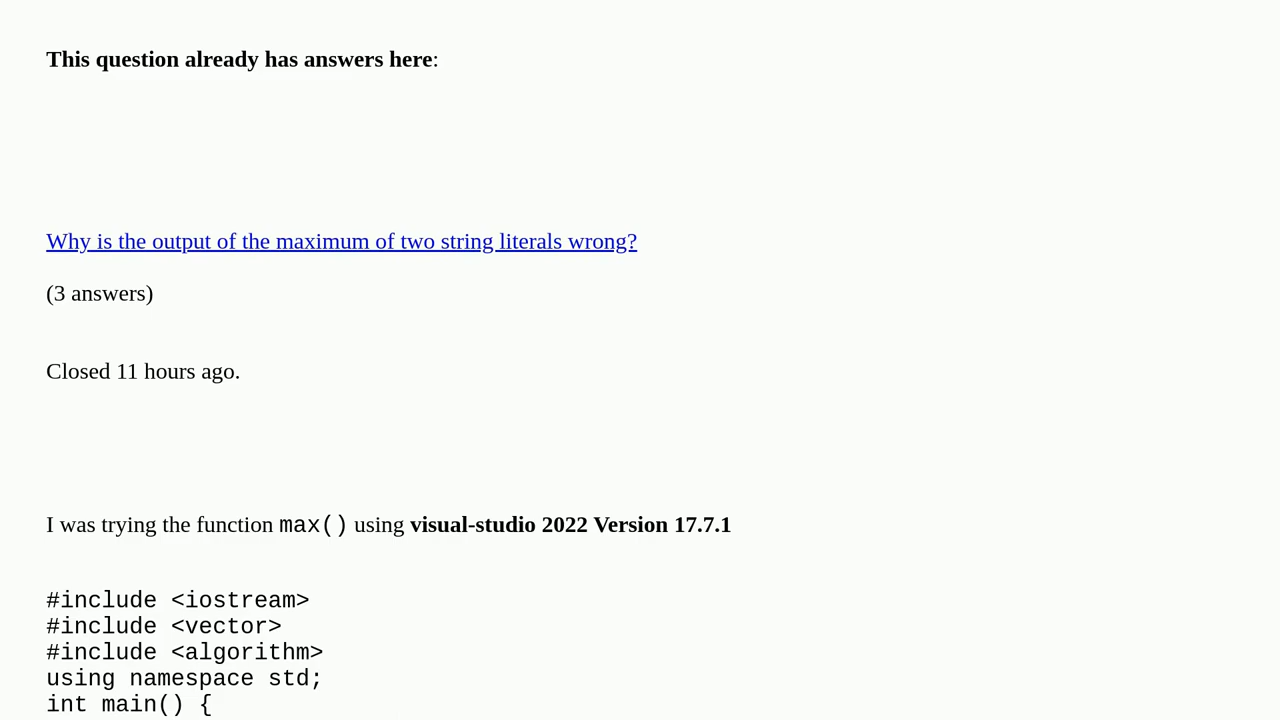 This question already has answers here:
Why is the output of the maximum of two string literals wrong?
(3 answers)
Closed 11 hours ago.
I was trying the function max() using visual-studio 2022 Version 17.7.1
#include <iostream>
#include <vector>
#include <algorithm>
using namespace std;
int main() {